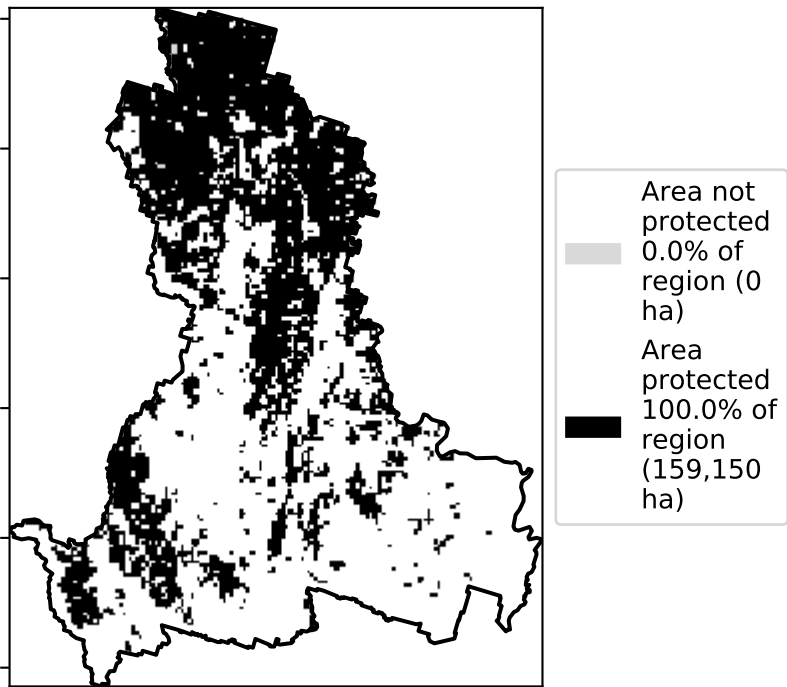 Area not
protected
0.0% of
region (0
ha)
Area
protected
100.0% of
region
(159,150
ha)